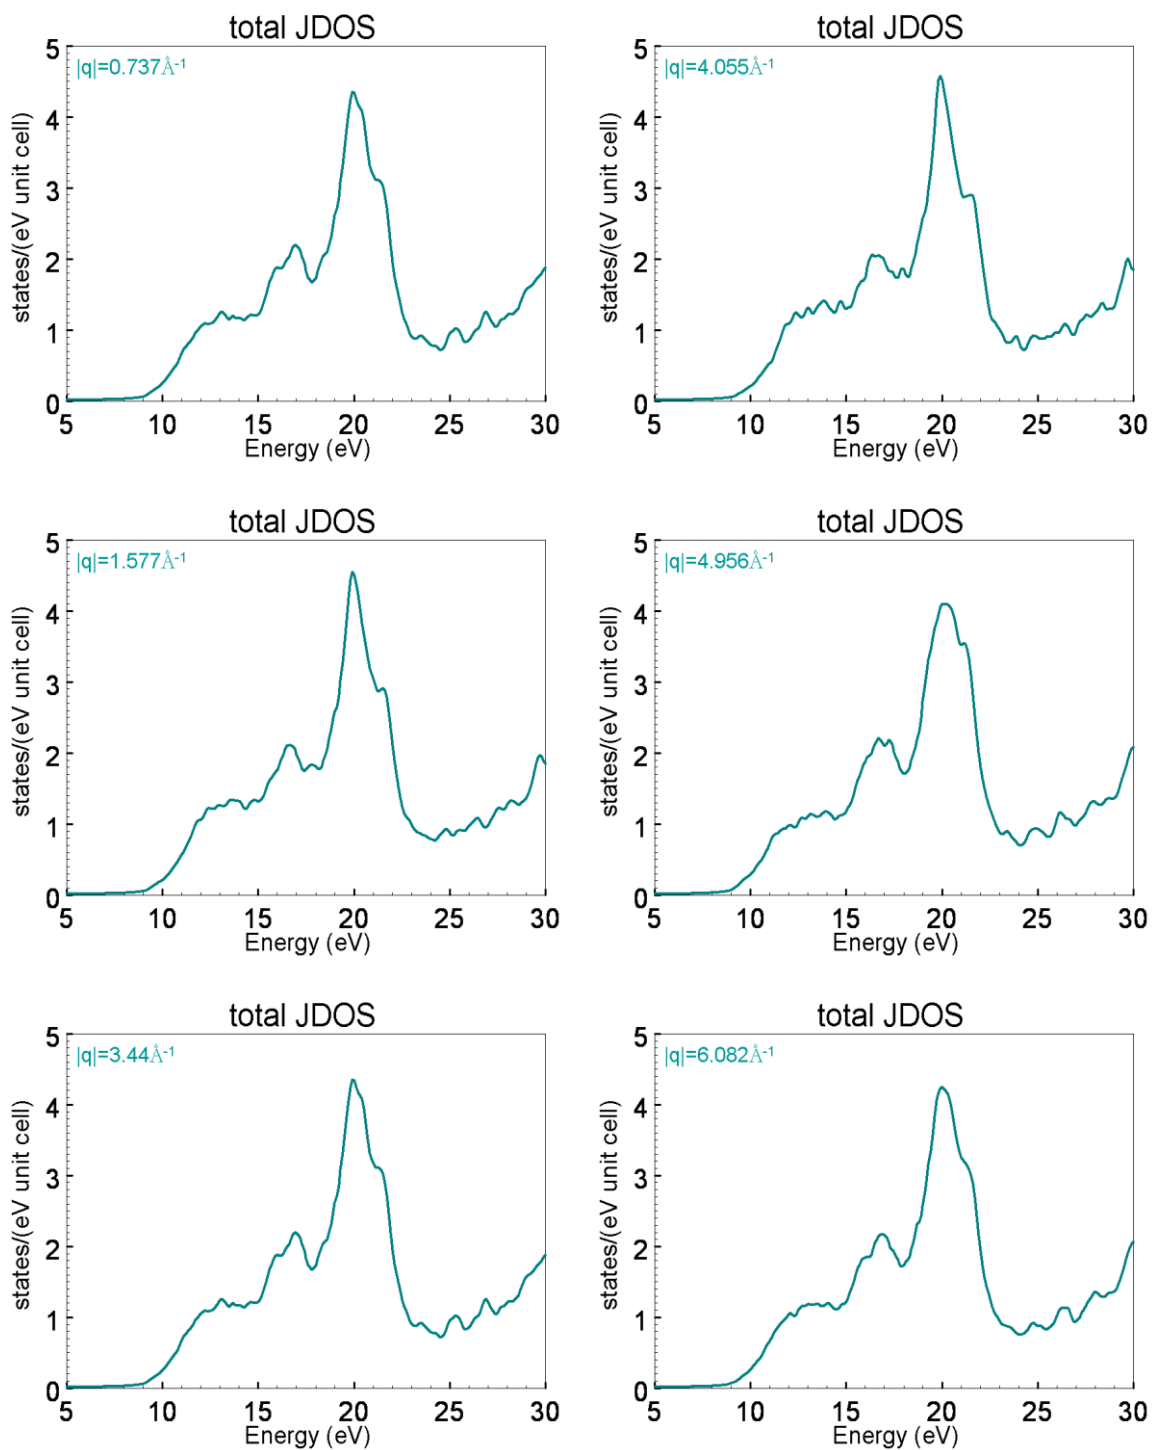 total JDOS
|q|=0.737Å-1
states/(eV unit cell)
5
4
3
2
1
0
5 10 15 20 25 30
Energy (eV)
total JDOS
|q|=4.055Å-1
states/(eV unit cell)
5
4
3
2
1
0
5 10 15 20 25 30
Energy (eV)
total JDOS
|q|=1.577Å-1
states/(eV unit cell)
5
4
3
2
1
0
5 10 15 20 25 30
Energy (eV)
total JDOS
|q|=4.956Å-1
states/(eV unit cell)
5
4
3
2
1
0
5 10 15 20 25 30
Energy (eV)
total JDOS
|q|=3.44Å-1
states/(eV unit cell)
5
4
3
2
1
0
5 10 15 20 25 30
Energy (eV)
total JDOS
|q|=6.082Å-1
states/(eV unit cell)
5
4
3
2
1
0
5 10 15 20 25 30
Energy (eV)